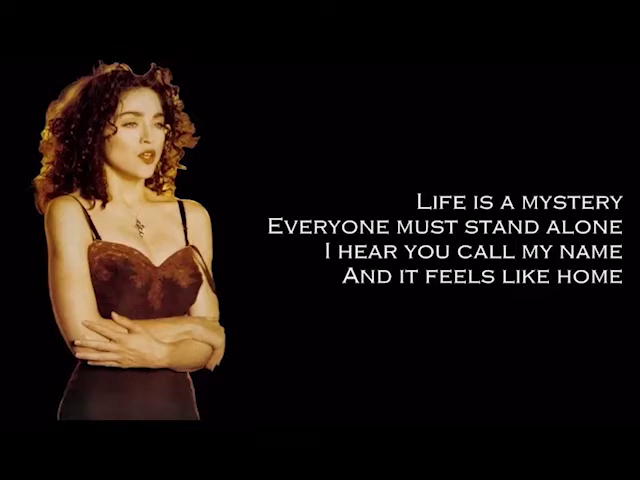 Life is a mystery
Everyone must stand alone
I hear you call my name
And it feels like home